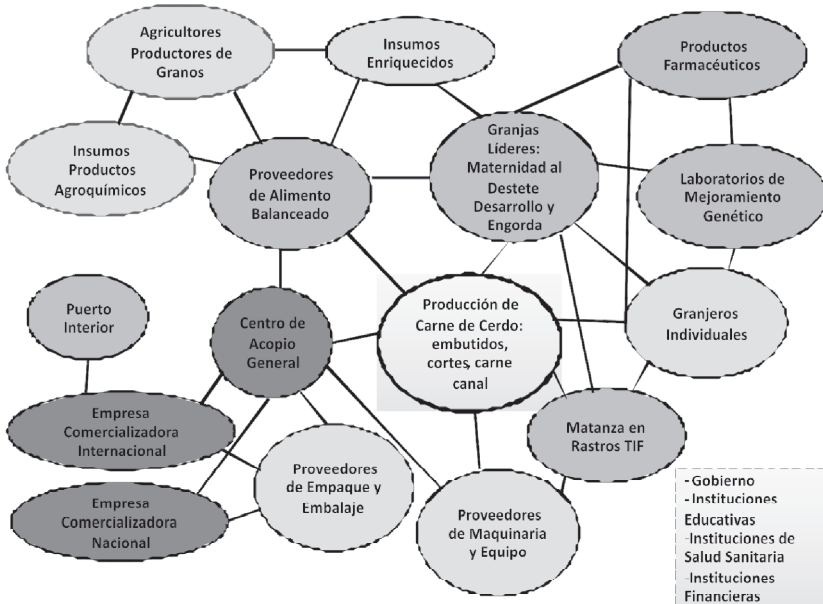 Agricultores
Productores de
Granos
Insumos
Enriquecidos
Productos
Farmacéuticos
Insumos
Productos
Agroquímicos
Proveedores
de Alimento
Balanceado
Granjas
Líderes:
Maternidad al
Destete
Desarrollo y
Engorda
Laboratorios de
Mejoramiento
Genético
Puerto
Interior
Centro de
Acopio
General
Producción de
Carne de Cerdo:
embutidos,
cortes, carne
canal
Granjeros
Individuales
Empresa
Comercializadora
Internacional
Matanza en
Rastros TIF
Proveedores
de Empaque y
Embalaje
Empresa
Comercializadora
Nacional
Proveedores
de Maquinaria
y Equipo
- Gobierno
- Instituciones
Educativas
-Instituciones de
Salud Sanitaria
-Instituciones
Financieras